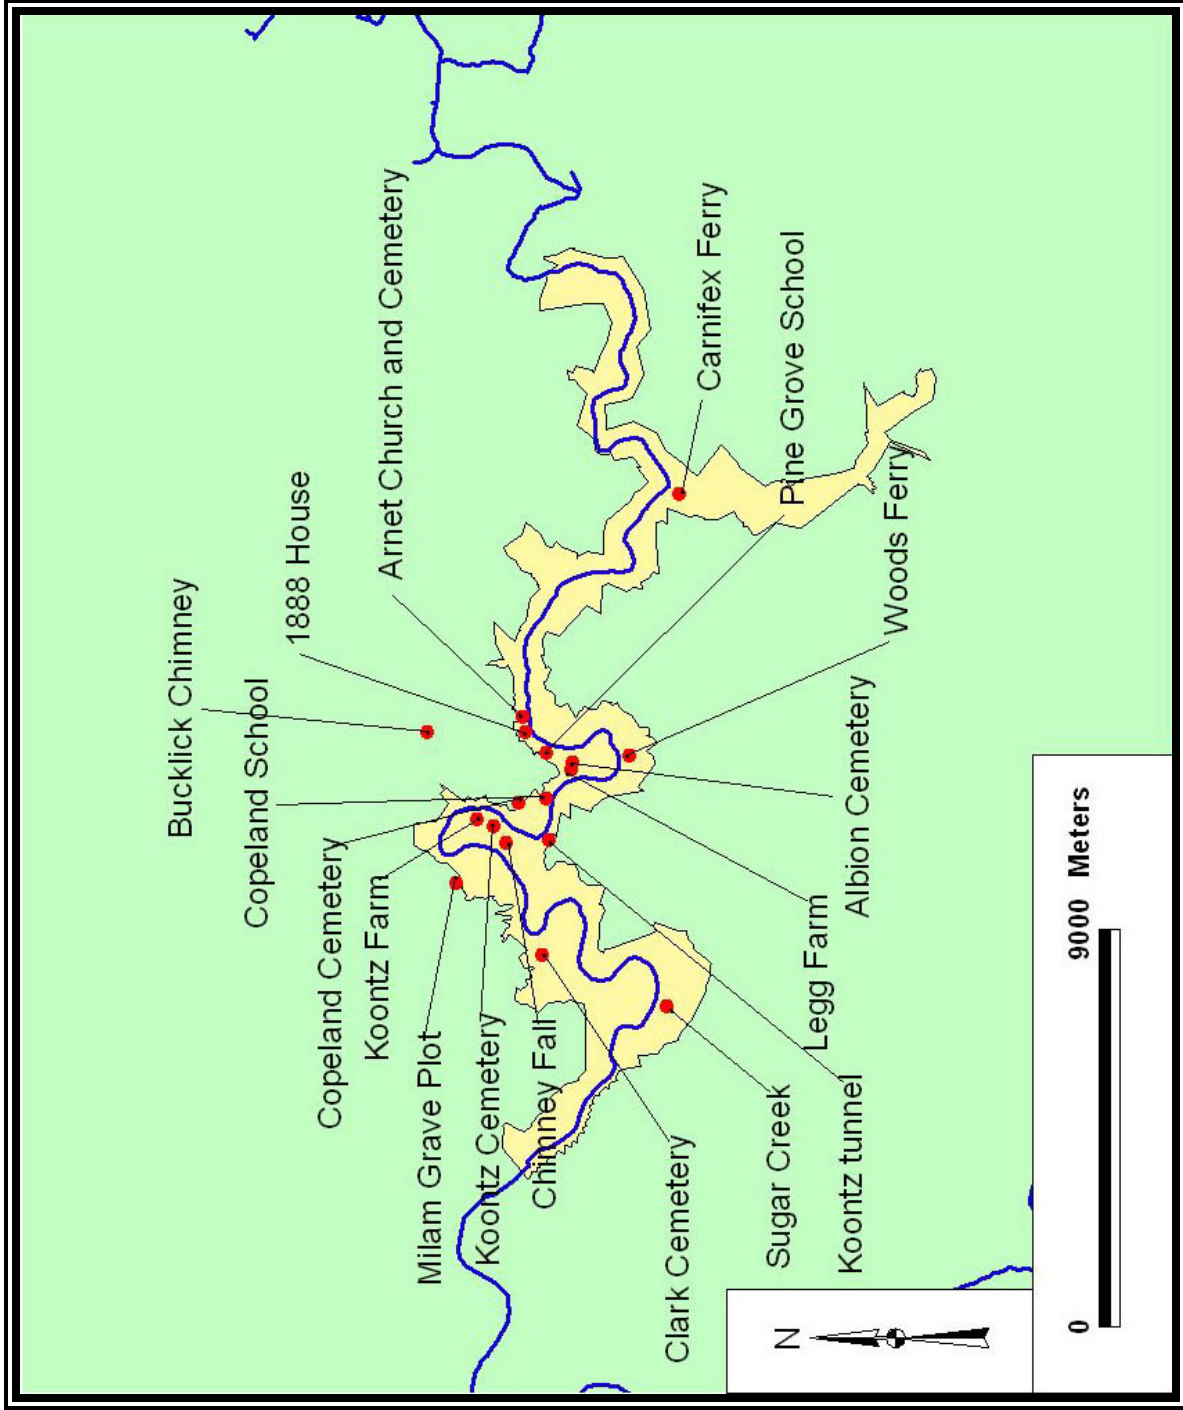 Bucklick Chimney
Copeland School
1888 House
Arnet Church and Cemetery
Copeland Cemetery
Koontz Farm
Milam Grave Plot
Koontz Cemetery
Chimney Fall
Clark Cemetery
Sugar Creek
Koontz tunnel
Legg Farm
Albion Cemetery
Woods Ferry
Pine Grove School
Carnifex Ferry
N
0 9000 Meters